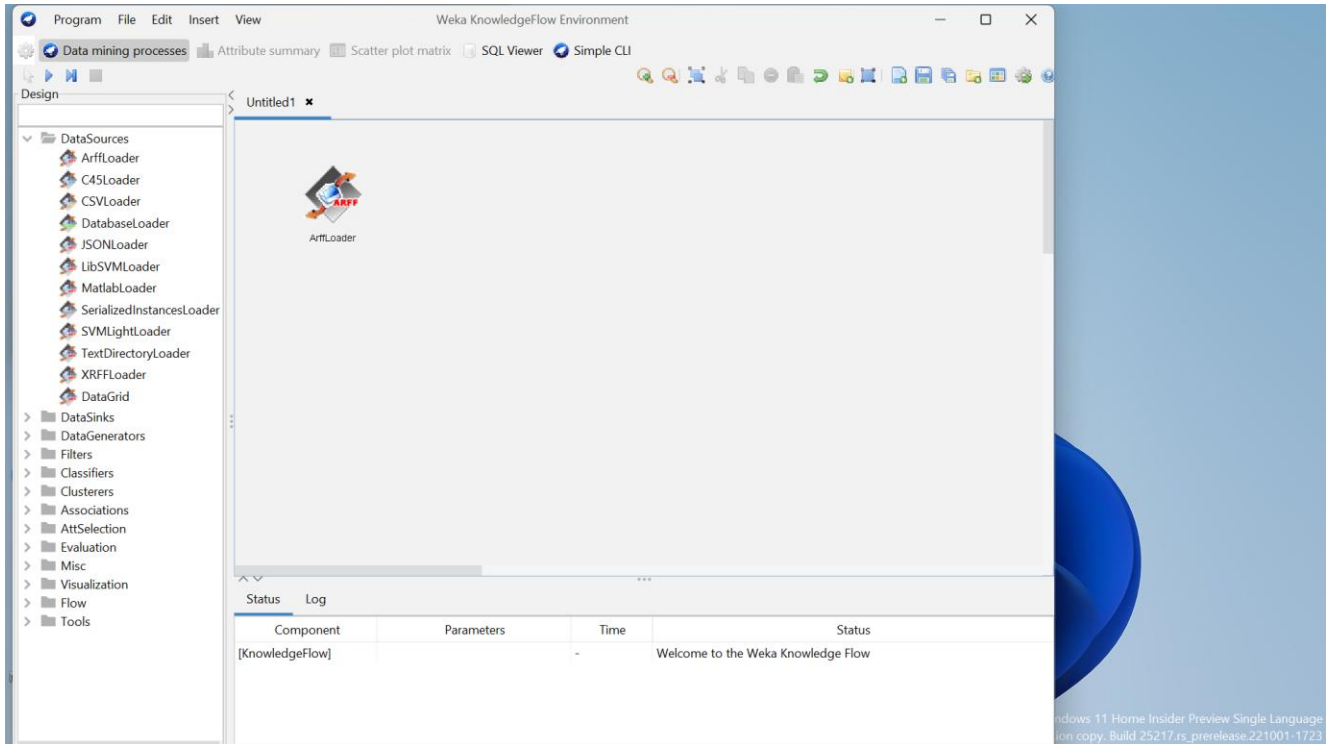 Program File Edit Insert View Weka KnowledgeFlow Environment
Data mining processes Attribute summary Scatter plot matrix SQL Viewer Simple CLI
Design
Untitled1
DataSources
ArffLoader
C45Loader
CSVLoader
DatabaseLoader
JSONLoader
LibSVMLoader
MatlabLoader
SerializedInstancesLoader
SVMLightLoader
TextDirectoryLoader
XRFFLoader
DataGrid
DataSinks
DataGenerators
Filters
Classifiers
Clusterers
Associations
AttSelection
Evaluation
Misc
Visualization
Flow
Tools
ARFF
ArffLoader
Status Log
Component Parameters Time Status
[KnowledgeFlow] - Welcome to the Weka Knowledge Flow
ndows 11 Home Insider Preview Single Language
ion copy. Build 25217.rs_prerelease.221001-1723